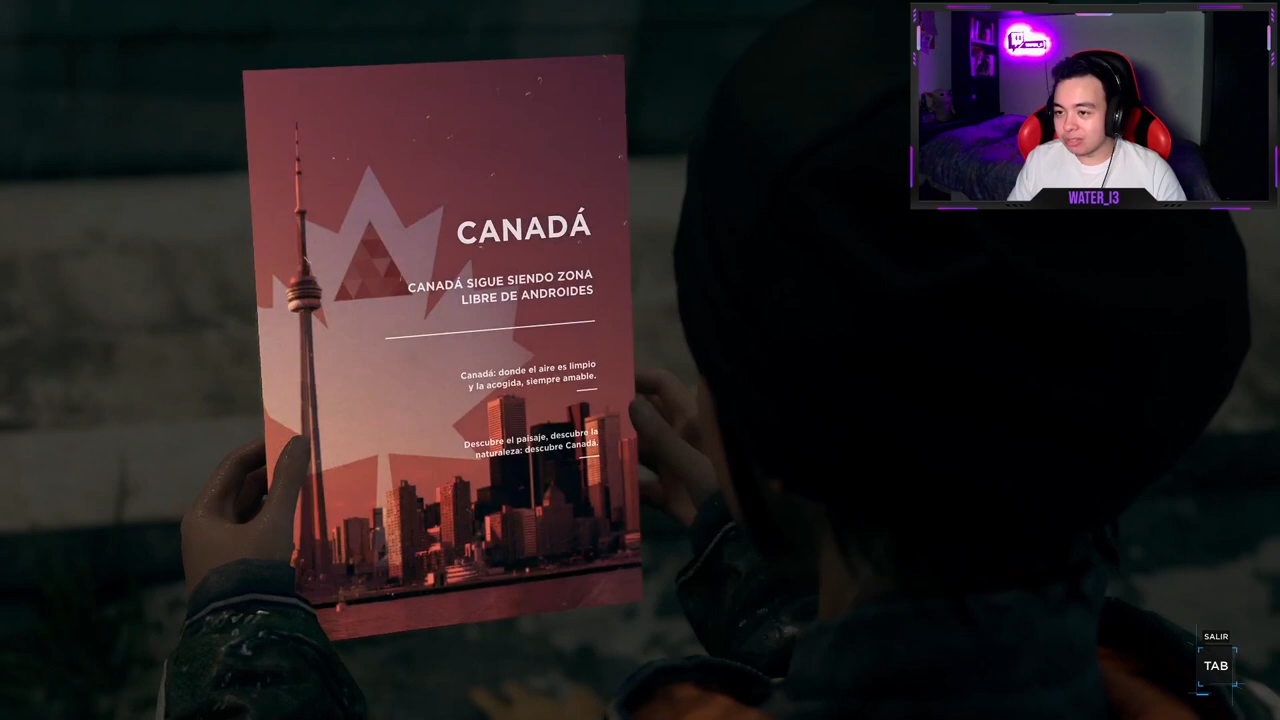 CANADÁ
CANADÁ SIGUE SIENDO ZONA
LIBRE DE ANDROIDES
Canadá: donde el aire es limpio
y la acogida, siempre amable.
Descubre el paisaje, descubre la
naturaleza: descubre Canadá.
WATER_I3
SALIR
TAB